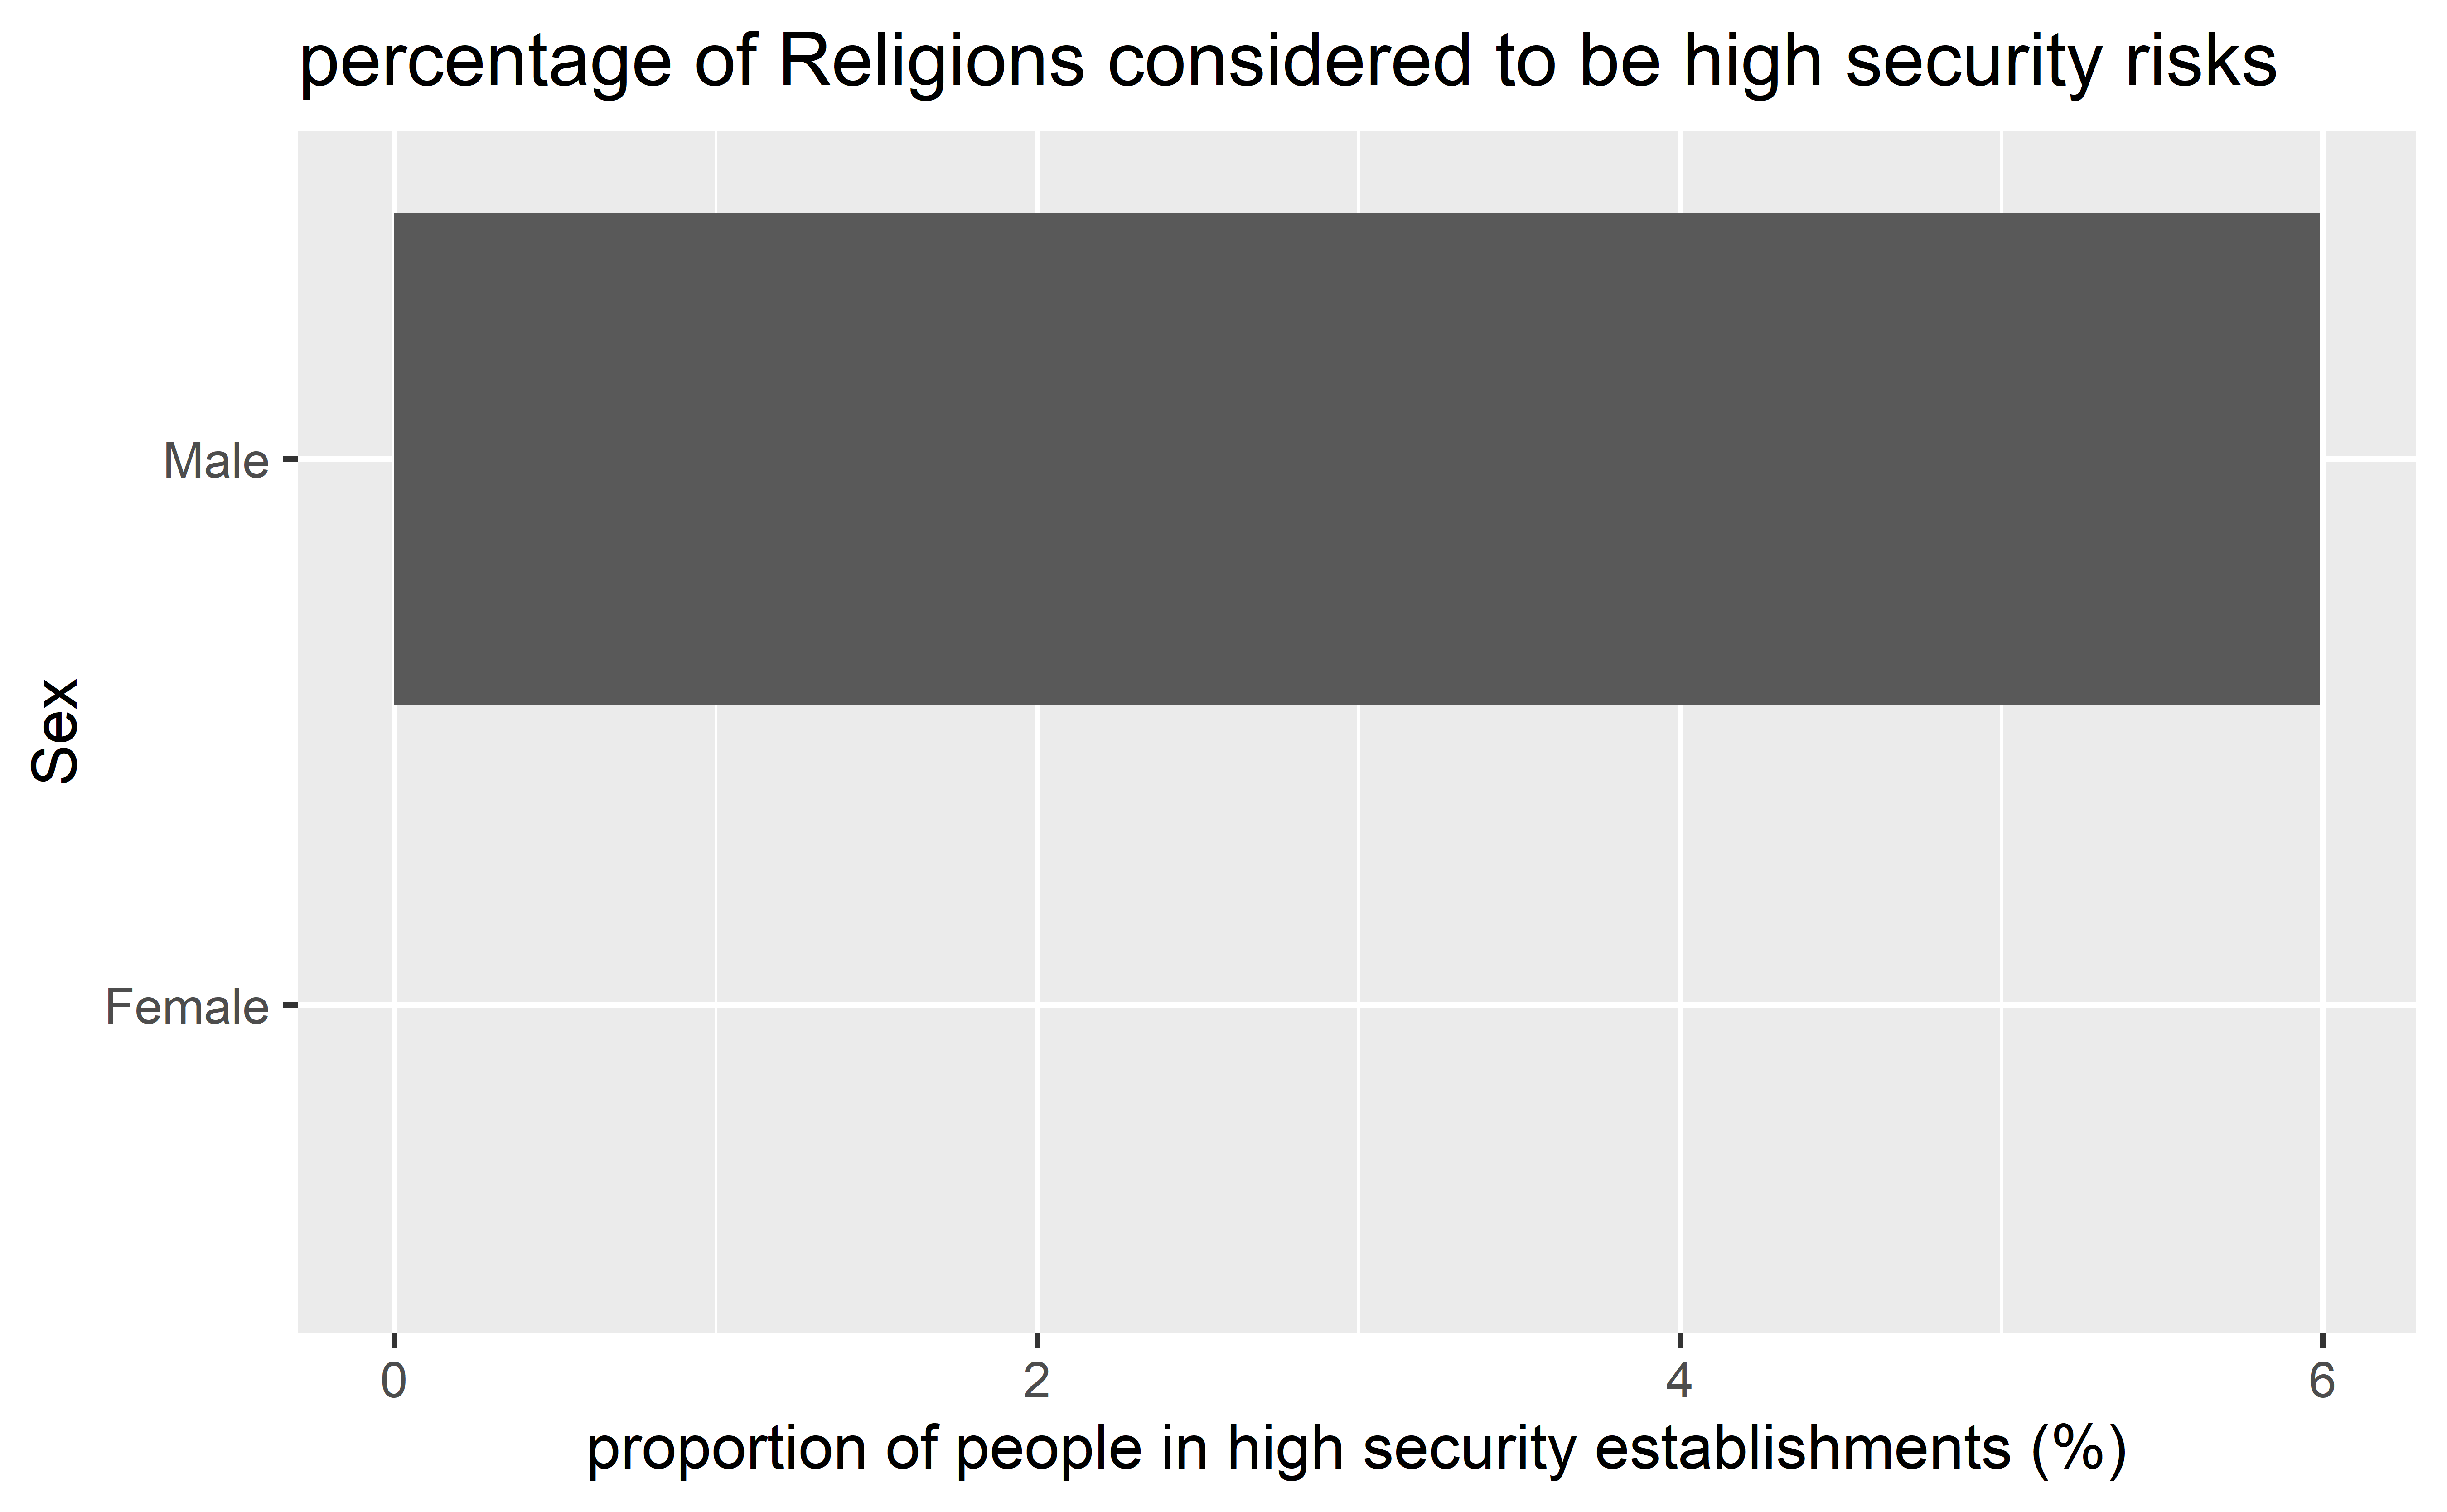 percentage of Religions considered to be high security risks
Sex
Male
Female
0 2 4 6
proportion of people in high security establishments (%)